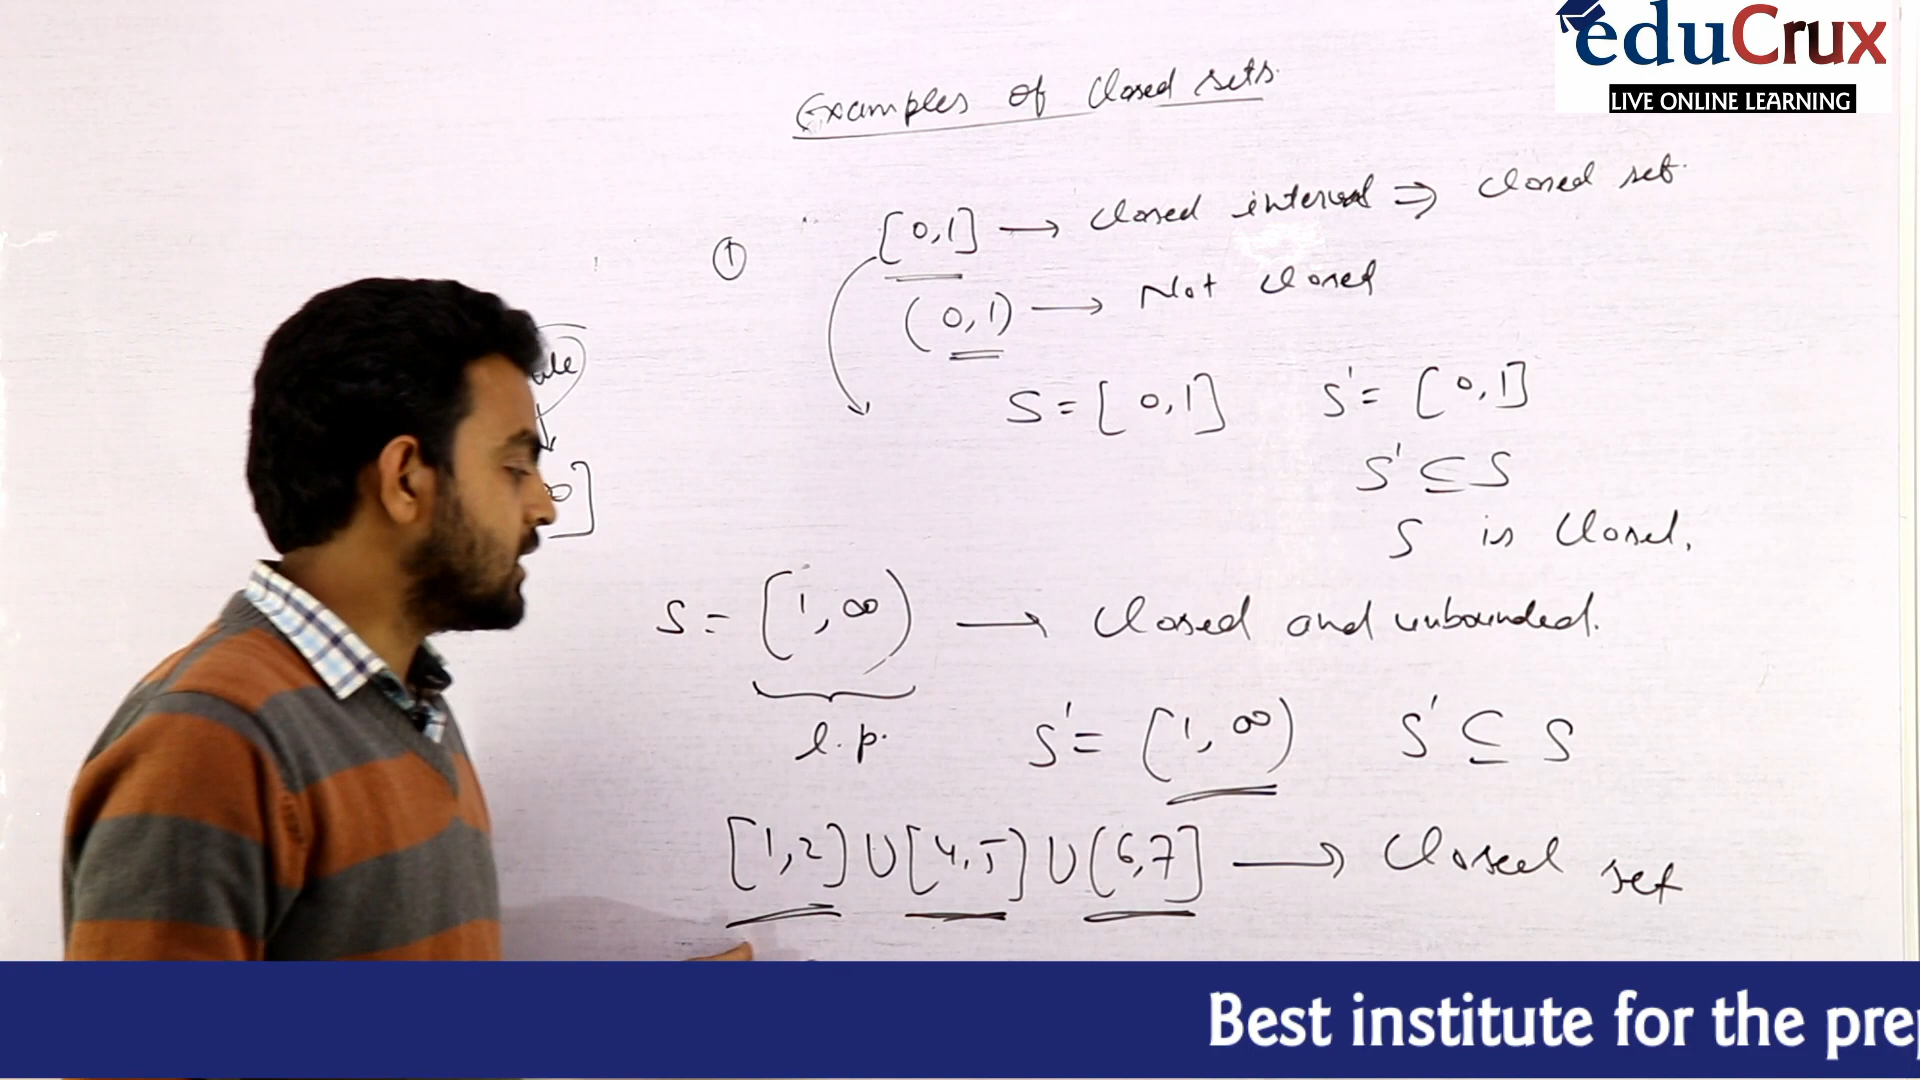 eduCrux
LIVE ONLINE LEARNING
Examples of Closed sets.
① [0,1] → Closed interval ⇒ Closed set.
(0,1) → Not Closed
S = [0,1] S' = [0,1]
S' ⊆ S
S is Closed.
∞]
S = (1, ∞) → Closed and unbounded.
l.p. S' = (1, ∞) S' ⊆ S
[1,2] ∪ [4,5] ∪ [6,7] → Closed set
Best institute for the pre